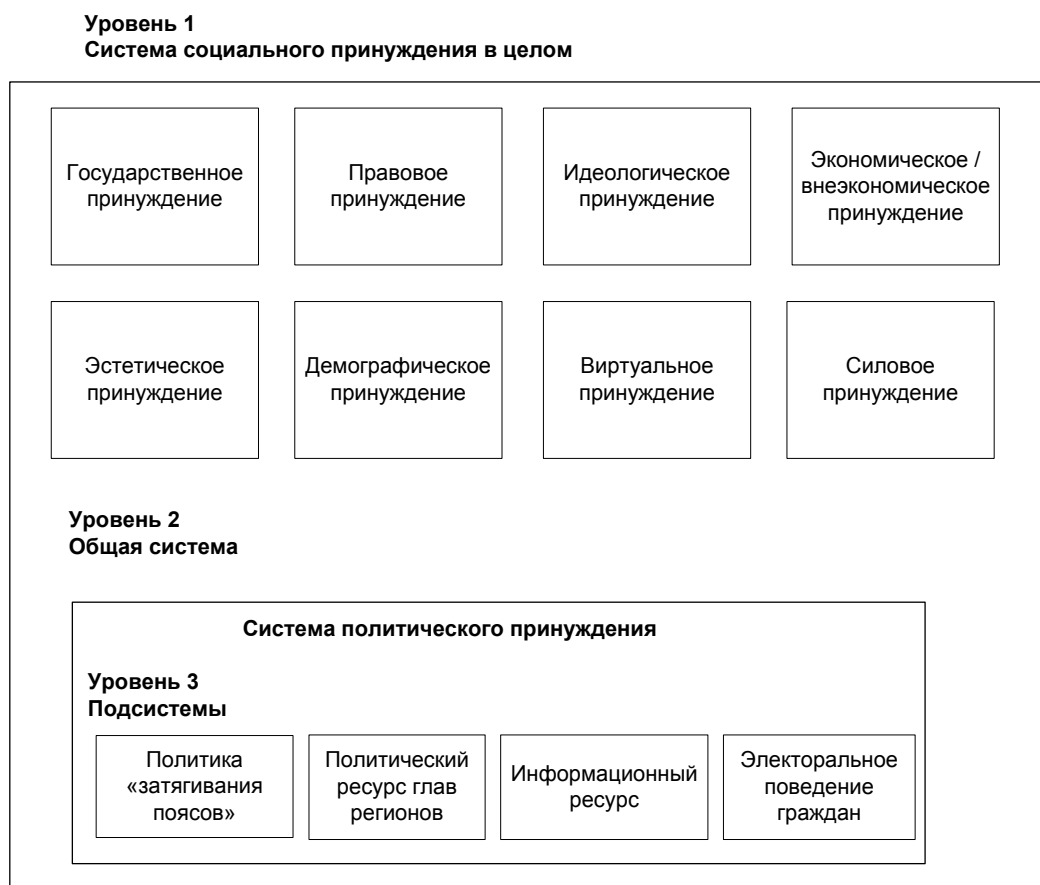 Уровень 1
Система социального принуждения в целом
Государственное
принуждение
Правовое
принуждение
Идеологическое
принуждение
Экономическое /
внеэкономическое
принуждение
Эстетическое
принуждение
Демографическое
принуждение
Виртуальное
принуждение
Силовое
принуждение
Уровень 2
Общая система
Система политического принуждения
Уровень 3
Подсистемы
Политика
«затягивания
поясов»
Политический
ресурс глав
регионов
Информационный
ресурс
Электоральное
поведение
граждан